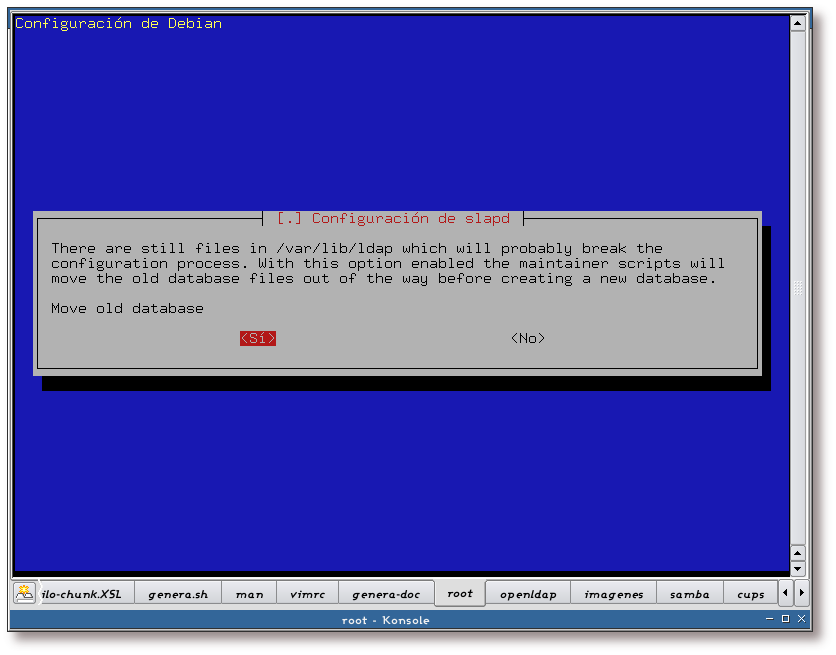 Configuración de Debian
[.] Configuración de slapd
There are still files in /var/lib/ldap which will probably break the
configuration process. With this option enabled the maintainer scripts will
move the old database files out of the way before creating a new database.
Move old database
<Sí> <No>
ilo-chunk.XSL genera.sh man vimrc genera-doc root openldap imagenes samba cups
root - Konsole